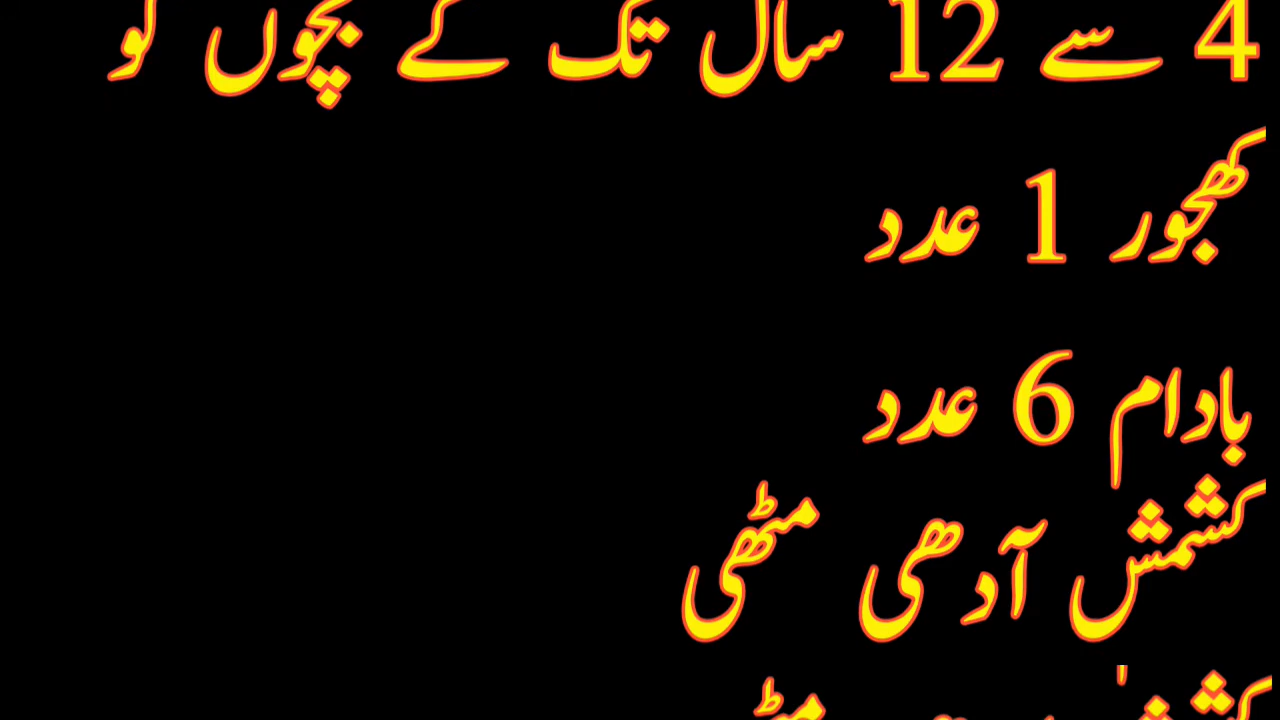 4 سے 12 سال تک کے بچوں کو
کھجور 1 عدد
بادام 6 عدد
کشمش آدھی مٹھی